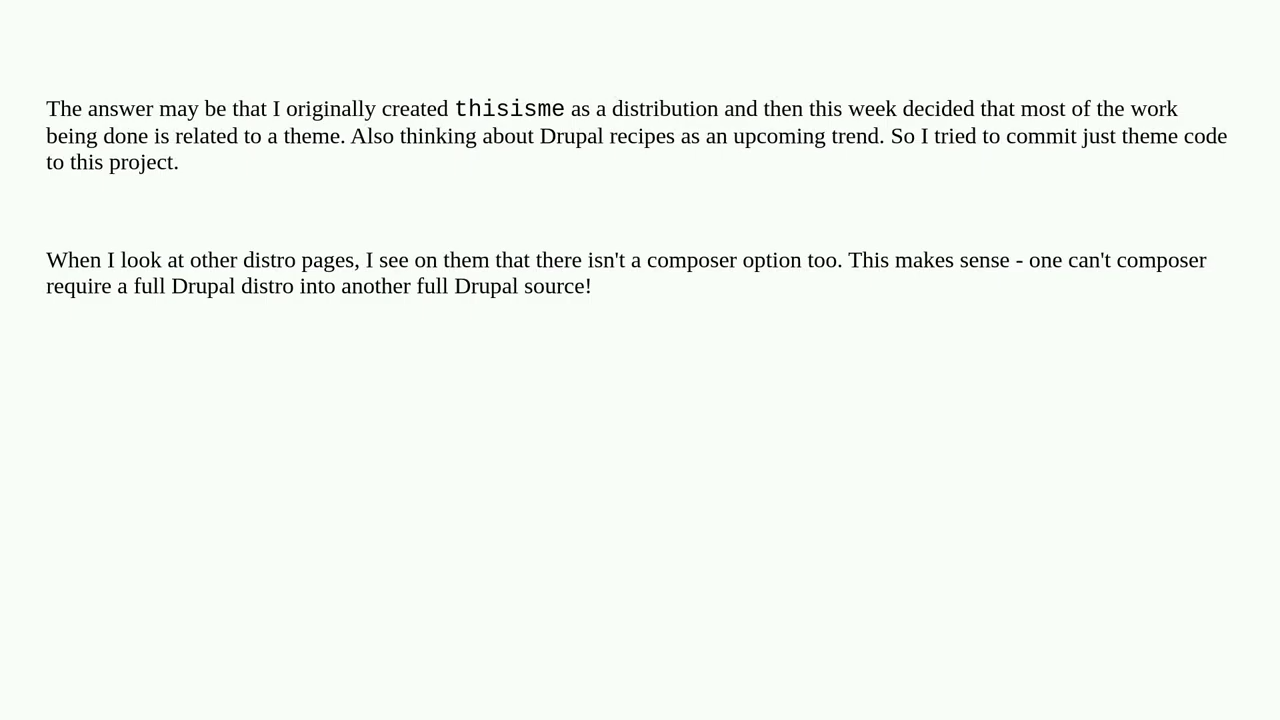 The answer may be that I originally created thisisme as a distribution and then this week decided that most of the work
being done is related to a theme. Also thinking about Drupal recipes as an upcoming trend. So I tried to commit just theme code
to this project.
When I look at other distro pages, I see on them that there isn't a composer option too. This makes sense - one can't composer
require a full Drupal distro into another full Drupal source!